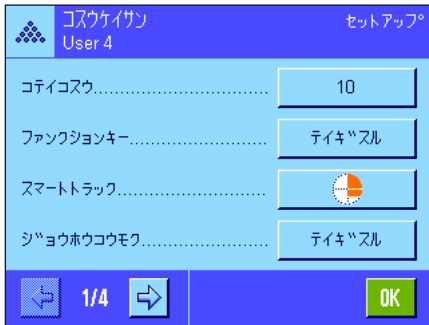 コスウケイサン
セットアップ
User 4
コテイコスウ
10
ファンクションキー
テイギスル
スマートトラック
ジョウホウコウモク
テイギスル
1/4
OK